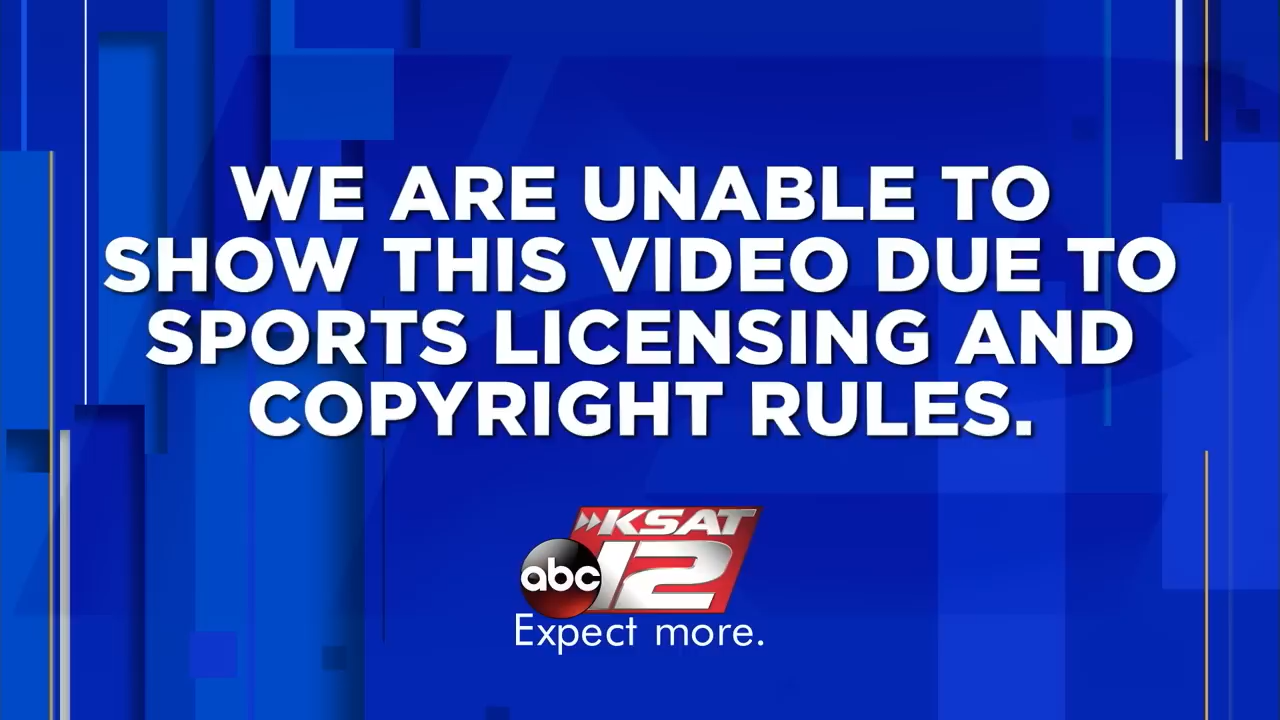 WE ARE UNABLE TO
SHOW THIS VIDEO DUE TO
SPORTS LICENSING AND
COPYRIGHT RULES.
KSAT
abc 12
Expect more.